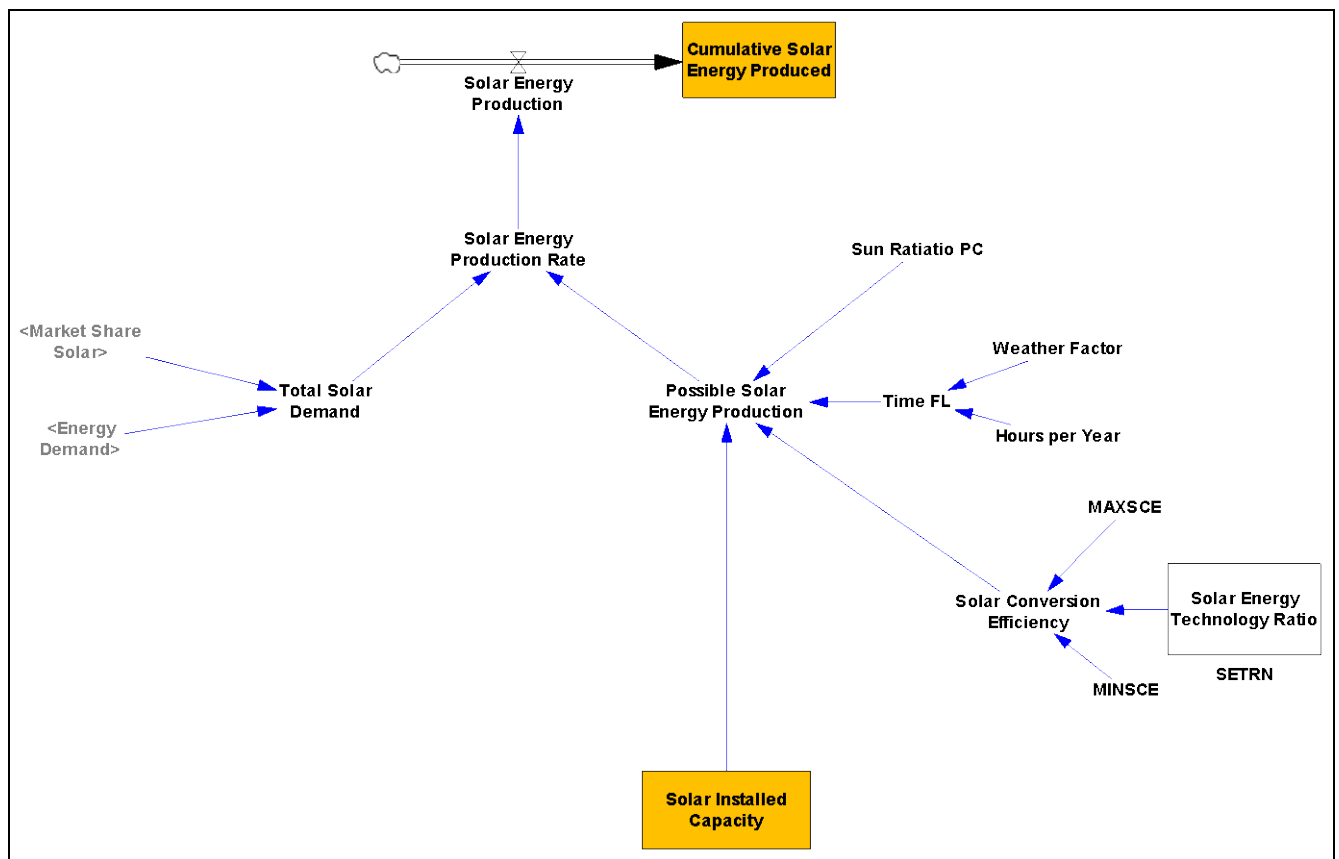 Cumulative Solar
Energy Produced
Solar Energy
Production
Solar Energy
Production Rate
Sun Ratiatio PC
<Market Share
Solar>
Weather Factor
Total Solar
Demand
Possible Solar
Energy Production
Time FL
<Energy
Demand>
Hours per Year
MAXSCE
Solar Conversion
Efficiency
Solar Energy
Technology Ratio
SETRN
MINSCE
Solar Installed
Capacity